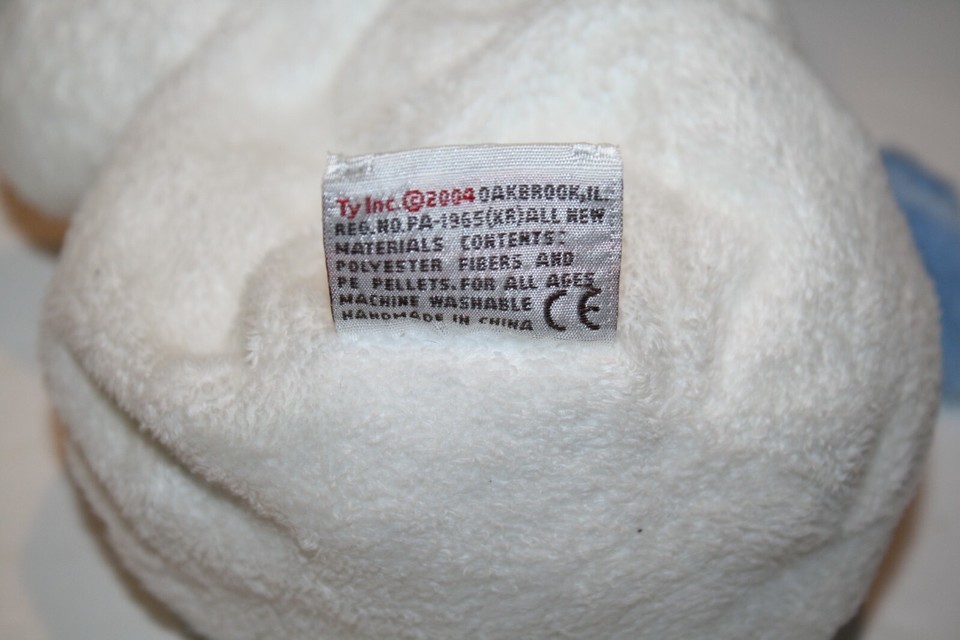 Ty Inc. ©2004 OAKBROOK, IL.
REG. NO. PA-1965(KR) ALL NEW
MATERIALS CONTENTS:
POLYESTER FIBERS AND
PE PELLETS. FOR ALL AGES
MACHINE WASHABLE
HANDMADE IN CHINA CE